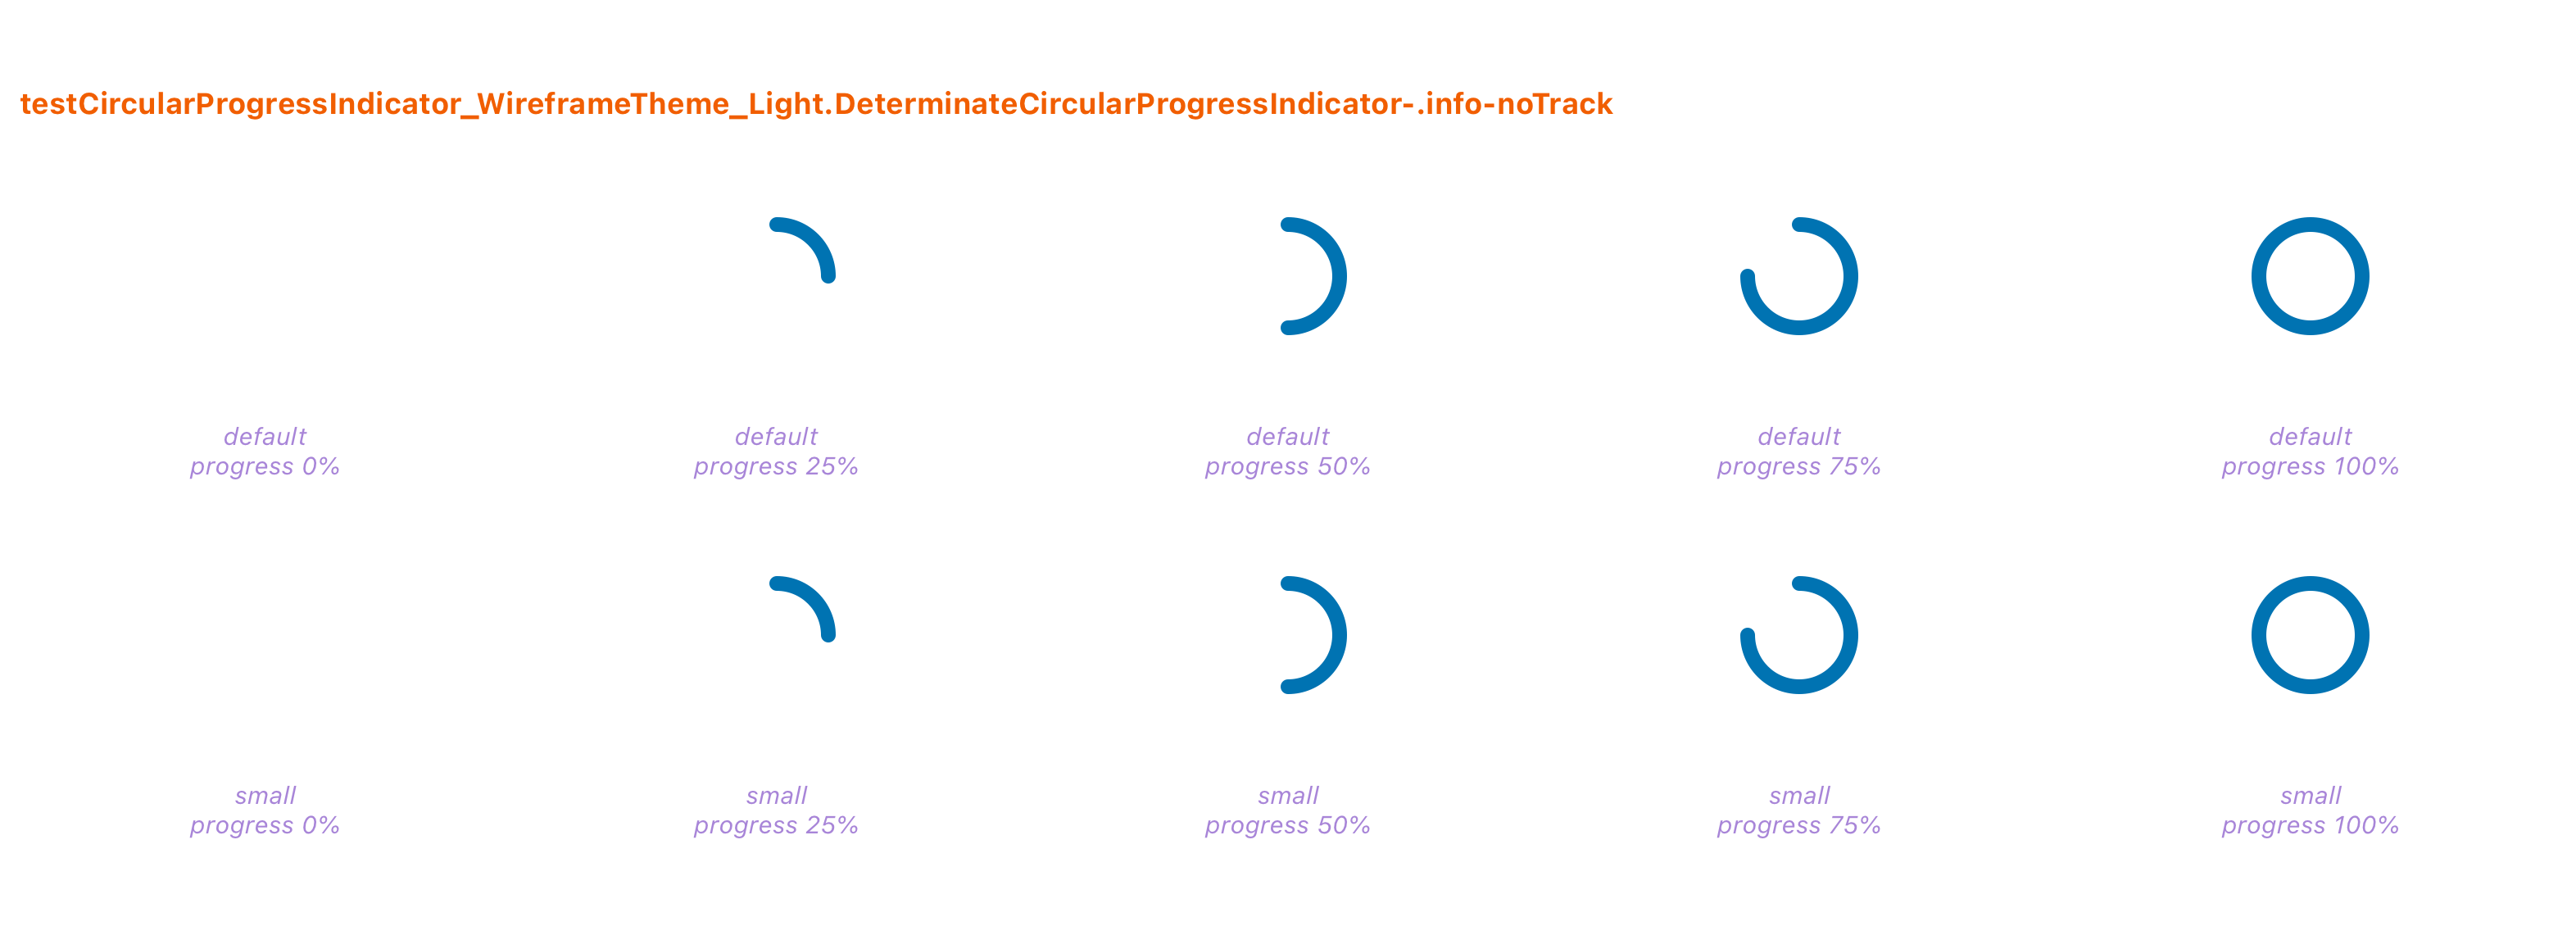 testCircularProgressIndicator_WireframeTheme_Light.DeterminateCircularProgressIndicator-.info-noTrack
default
progress 0%
default
progress 25%
default
progress 50%
default
progress 75%
default
progress 100%
small
progress 0%
small
progress 25%
small
progress 50%
small
progress 75%
small
progress 100%